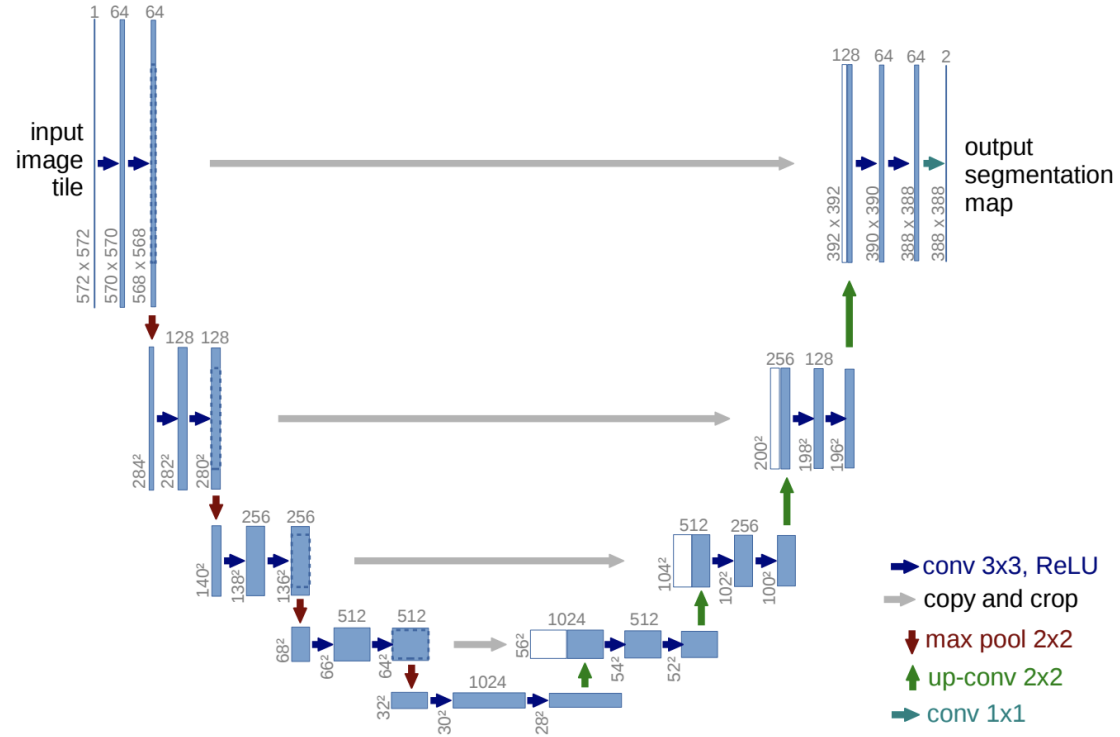 1 64 64
input
image
tile
572 x 572
570 x 570
568 x 568
128 64 64 2
output
segmentation
map
392 x 392
390 x 390
388 x 388
388 x 388
128 128
284²
282²
280²
256 128
200²
198²
196²
256 256
140²
138²
136²
512 256
104²
102²
100²
512 512
68²
66²
64²
1024 512
56²
54²
52²
1024
32²
30²
28²
conv 3x3, ReLU
copy and crop
max pool 2x2
up-conv 2x2
conv 1x1